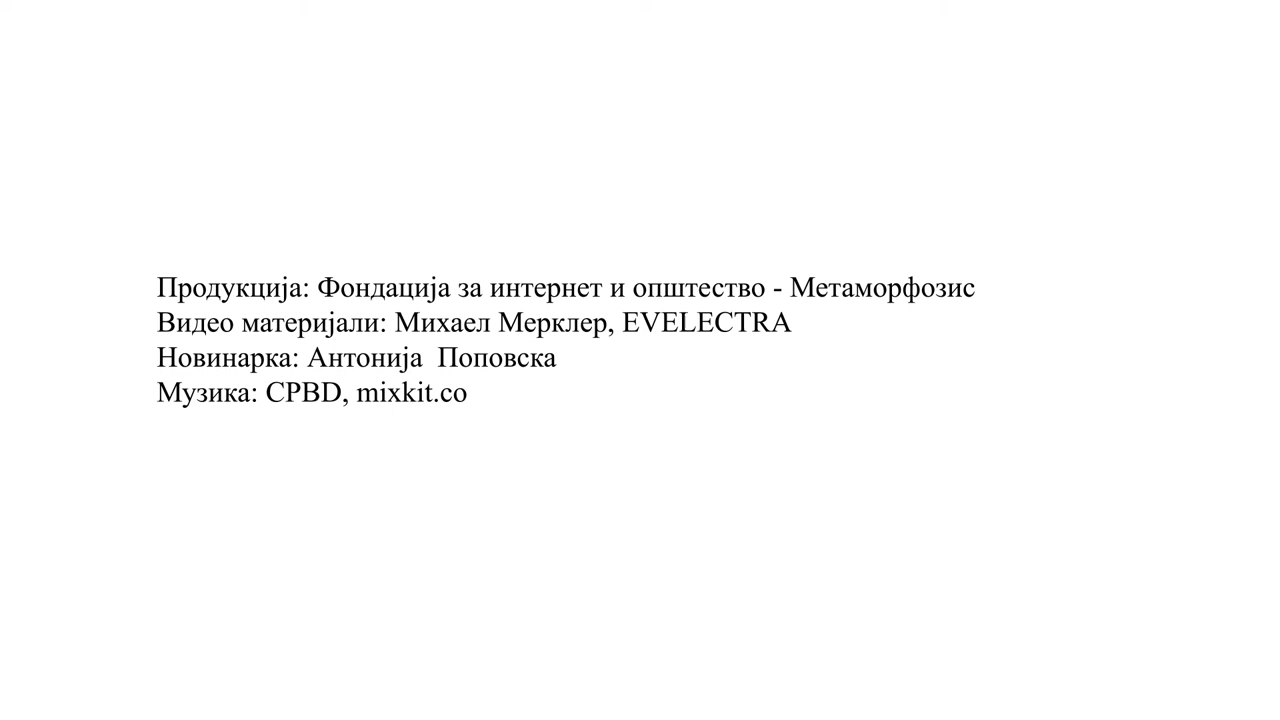 Продукција: Фондација за интернет и општество - Метаморфозис
Видео материјали: Михаел Мерклер, EVELECTRA
Новинарка: Антонија  Поповска
Музика: CPBD, mixkit.co